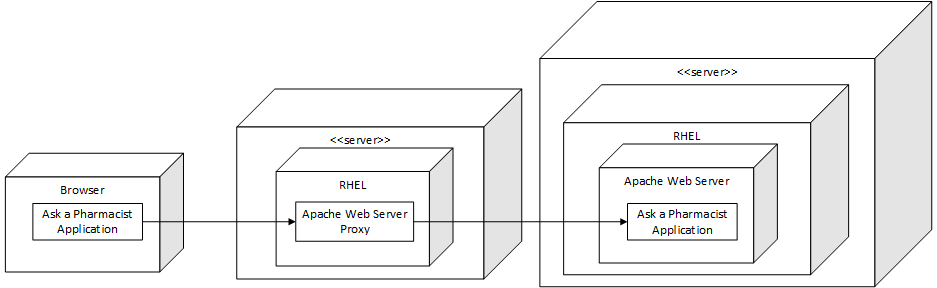 Browser
Ask a Pharmacist
Application
<<server>>
RHEL
Apache Web Server
Proxy
<<server>>
RHEL
Apache Web Server
Ask a Pharmacist
Application